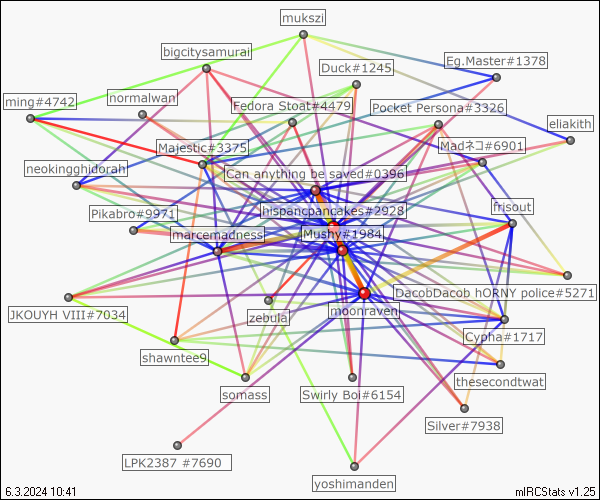 mukszi
bigcitysamurai
Eg.Master#1378
Duck#1245
ming#4742
normalwan
Fedora Stoat#4479
Pocket Persona#3326
eliakith
Majestic#3375
Madネコ#6901
neokingghidorah
Can anything be saved#0396
Pikabro#9971
hispancpancakes#2928
frisout
marcemadness
Mushy#1984
DacobDacob hORNY police#5271
JKOUYH VIII#7034
zebulal
moonraven
Cypha#1717
shawntee9
thesecondtwat
somass
Swirly Boi#6154
Silver#7938
LPK2387 #7690
yoshimanden
6.3.2024 10:41
mIRCStats v1.25